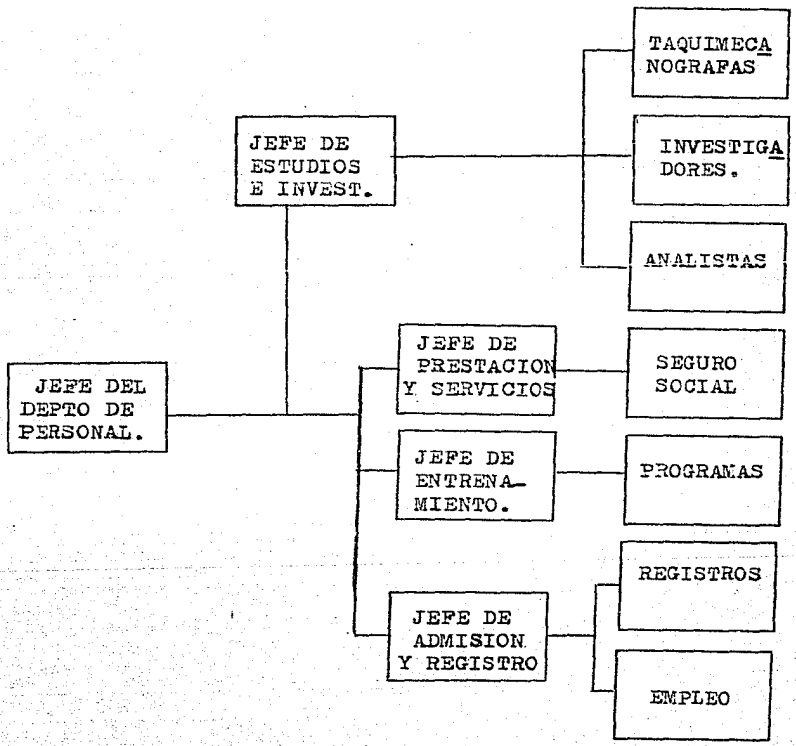 TAQUIMECA
NOGRAFAS
JEFE DE
ESTUDIOS
E INVEST.
INVESTIGA
DORES.
ANALISTAS
JEFE DEL
DEPTO DE
PERSONAL.
JEFE DE
PRESTACION
Y SERVICIOS
SEGURO
SOCIAL
JEFE DE
ENTRENA-
MIENTO.
PROGRAMAS
JEFE DE
ADMISION
Y REGISTRO
REGISTROS
EMPLEO